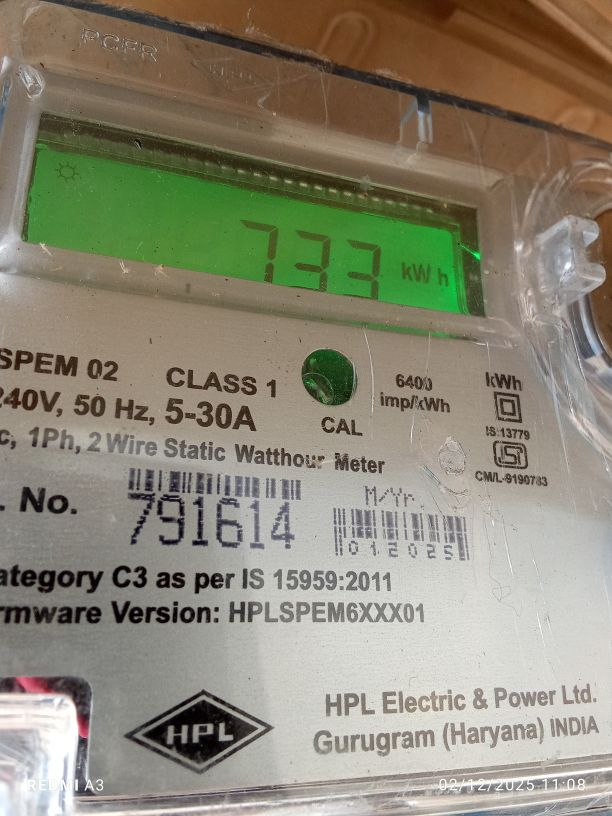 733 kWh
SPEM 02 CLASS 1
240V, 50 Hz, 5-30A
CAL
6400
imp/kWh
kWh
IS:13779
ISI
CM/L-9190783
c, 1Ph, 2 Wire Static Watthour Meter
. No. 791614
M/Yr.
012025
ategory C3 as per IS 15959:2011
rmware Version: HPLSPEM6XXX01
HPL
HPL Electric & Power Ltd.
Gurugram (Haryana) INDIA
REDMI A3
02/12/2025 11:08